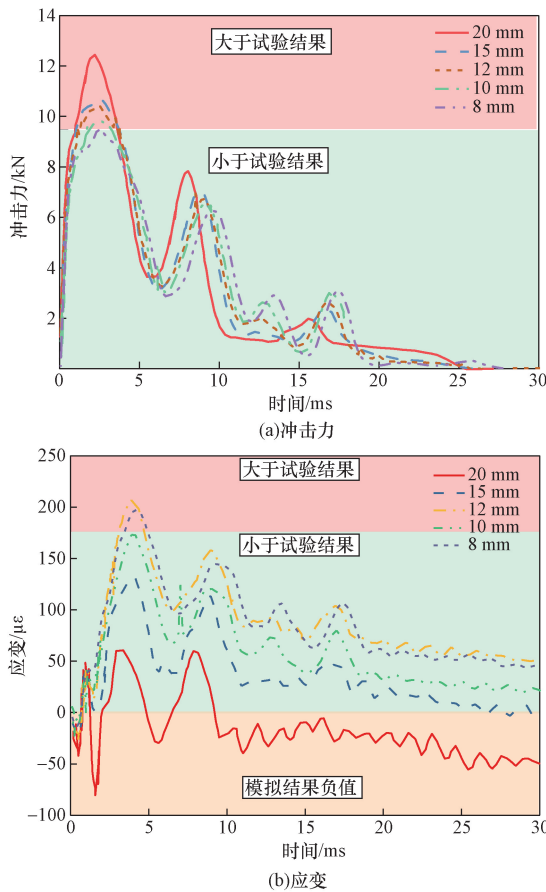 14
12
10
8
6
4
2
0
5
10
15
20
25
30
冲击力/kN
时间/ms
大于试验结果
小于试验结果
20 mm
15 mm
12 mm
10 mm
8 mm
(a)冲击力
250
200
150
100
50
0
−50
−100
0
5
10
15
20
25
30
应变/με
时间/ms
大于试验结果
小于试验结果
模拟结果负值
20 mm
15 mm
12 mm
10 mm
8 mm
(b)应变